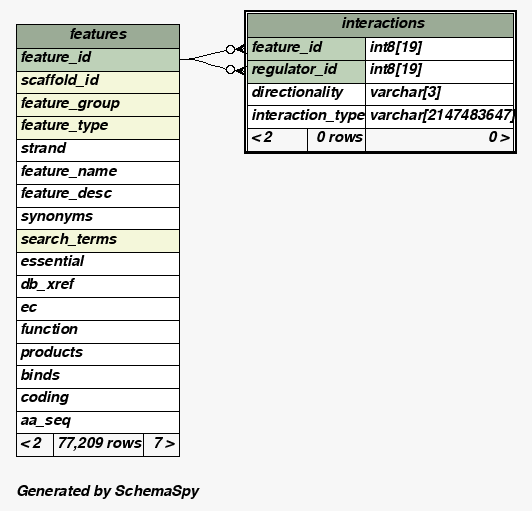 features
feature_id
scaffold_id
feature_group
feature_type
strand
feature_name
feature_desc
synonyms
search_terms
essential
db_xref
ec
function
products
binds
coding
aa_seq
< 2 77,209 rows 7 >
interactions
feature_id int8[19]
regulator_id int8[19]
directionality varchar[3]
interaction_type varchar[2147483647]
< 2 0 rows 0 >
Generated by SchemaSpy